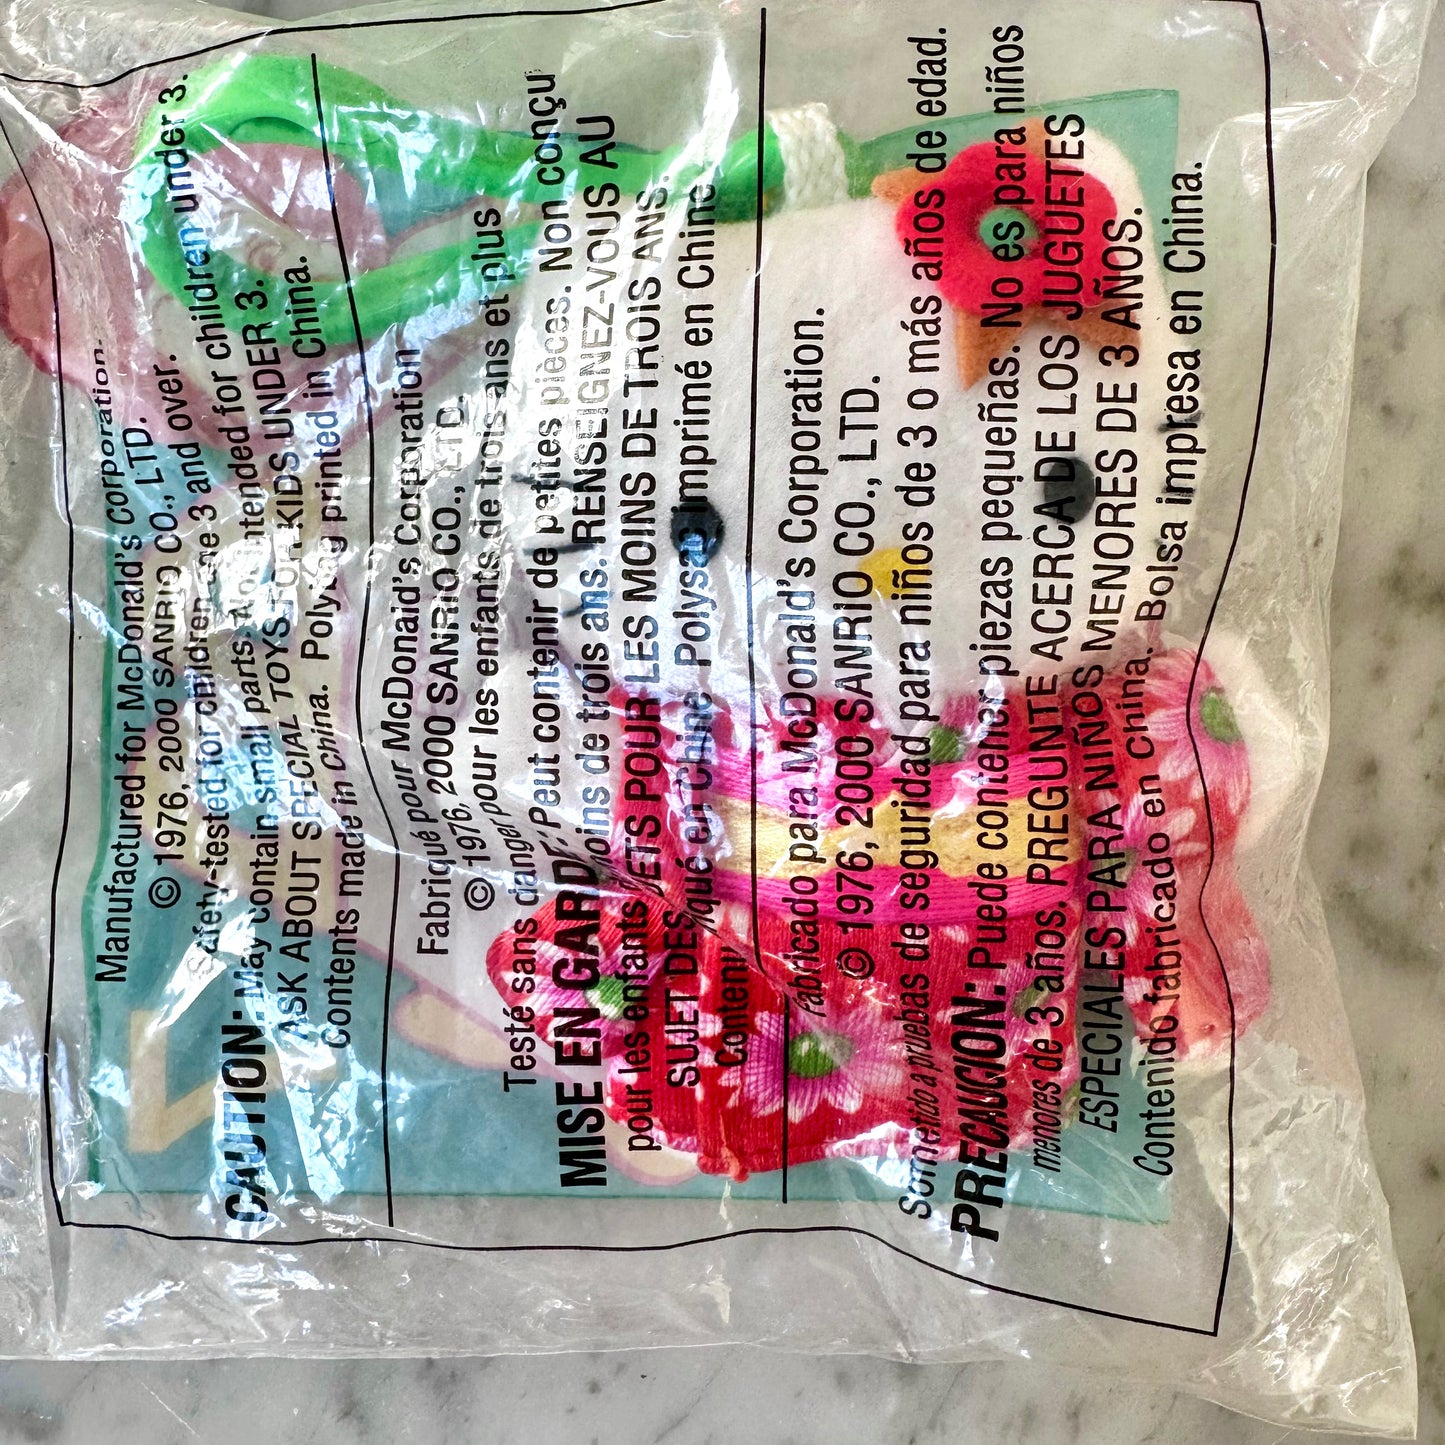 Manufactured for McDonald's Corporation.
© 1976, 2000 SANRIO CO., LTD.
Safety-tested for children age 3 and over.
CAUTION: May contain small parts. Not intended for children under 3.
ASK ABOUT SPECIAL TOYS FOR KIDS UNDER 3.
Contents made in China. Polybag printed in China.
Fabriqué pour McDonald's Corporation
© 1976, 2000 SANRIO CO., LTD.
Testé sans danger pour les enfants de trois ans et plus
MISE EN GARDE: Peut contenir de petites pièces. Non conçu
pour les enfants moins de trois ans. RENSEIGNEZ-VOUS AU
SUJET DES JETS POUR LES MOINS DE TROIS ANS.
Contenu iqué en Chine Polysac imprimé en Chine
Fabricado para McDonald's Corporation.
© 1976, 2000 SANRIO CO., LTD.
Sometido a pruebas de seguridad para niños de 3 o más años de edad.
PRECAUCION: Puede contener piezas pequeñas. No es para niños
menores de 3 años. PREGUNTE ACERCA DE LOS JUGUETES
ESPECIALES PARA NIÑOS MENORES DE 3 AÑOS.
Contenido fabricado en China. Bolsa impresa en China.